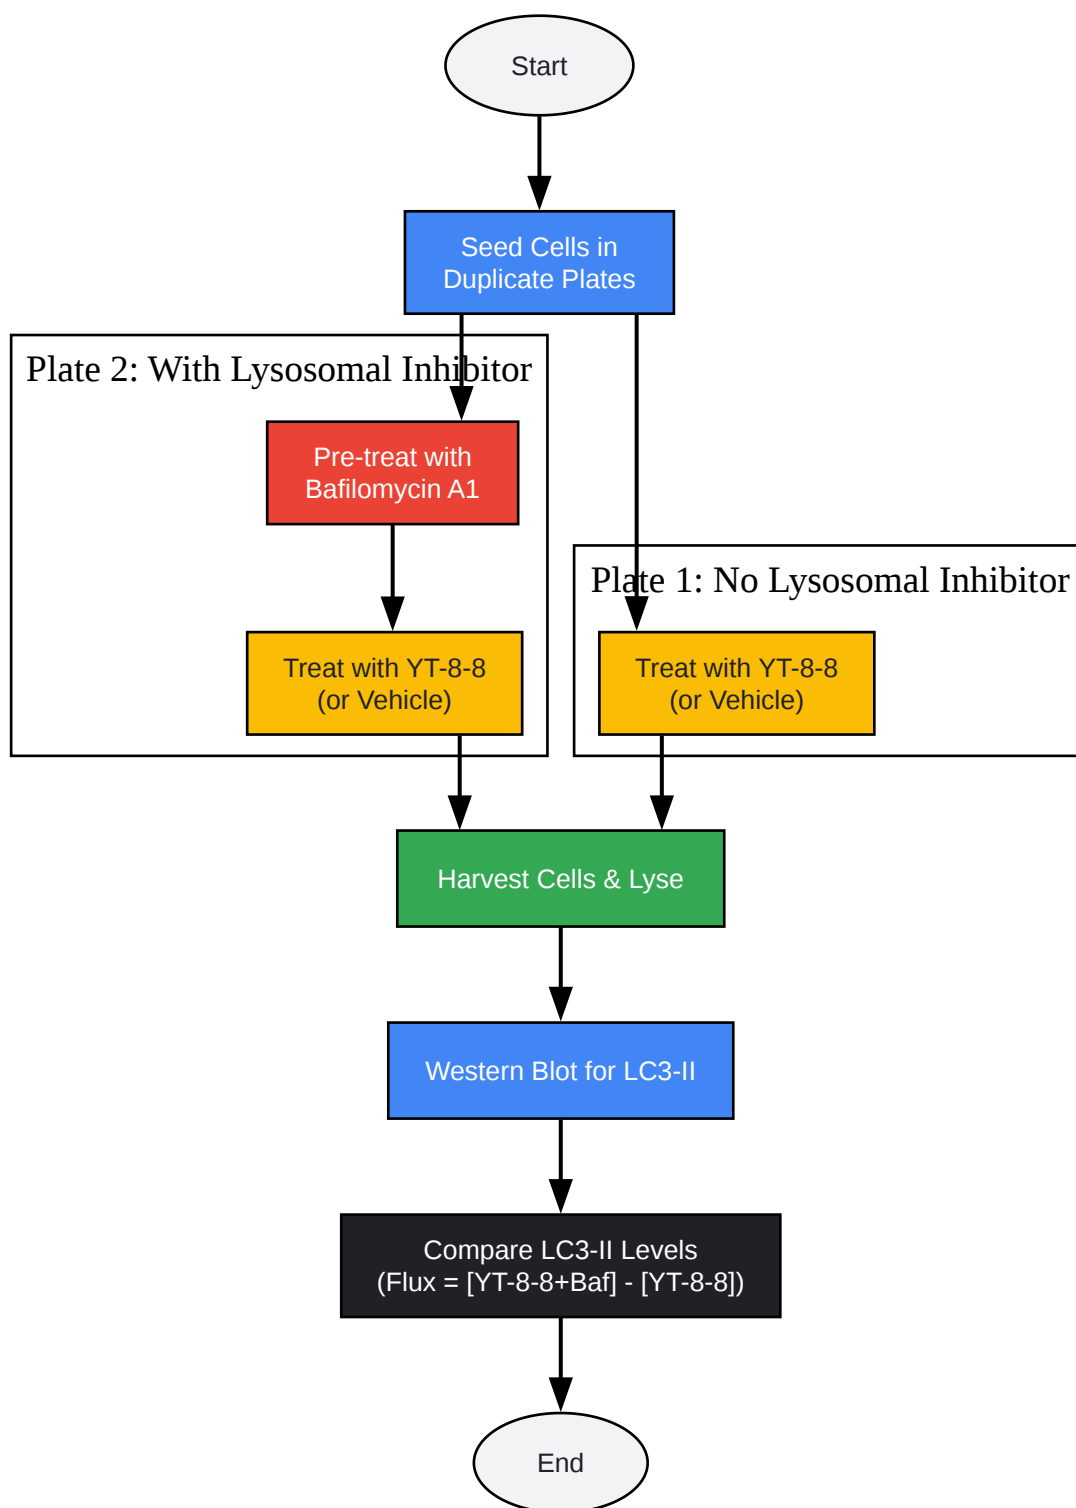 Start
Seed Cells in
Duplicate Plates
Plate 2: With Lysosomal Inhibitor
Pre-treat with
Bafilomycin A1
Treat with YT-8-8
(or Vehicle)
Plate 1: No Lysosomal Inhibitor
Treat with YT-8-8
(or Vehicle)
Harvest Cells & Lyse
Western Blot for LC3-II
Compare LC3-II Levels
(Flux = [YT-8-8+Baf] - [YT-8-8])
End